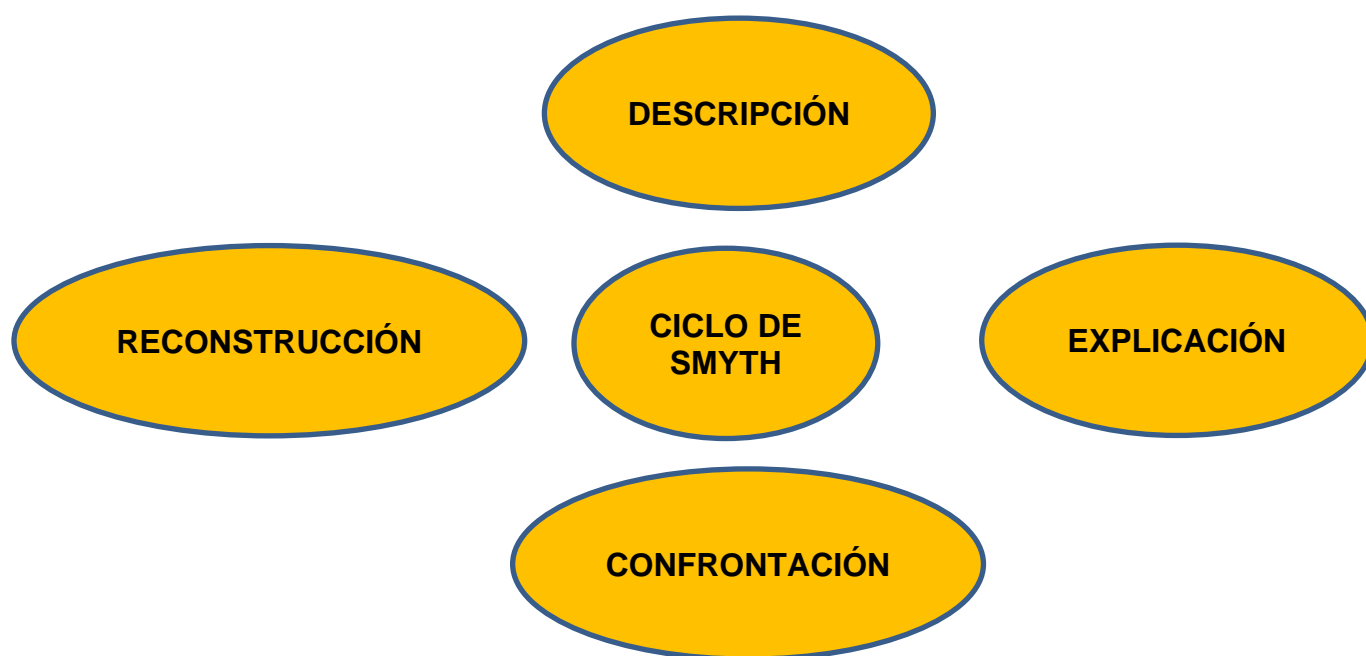 DESCRIPCIÓN
RECONSTRUCCIÓN
CICLO DE
SMYTH
EXPLICACIÓN
CONFRONTACIÓN